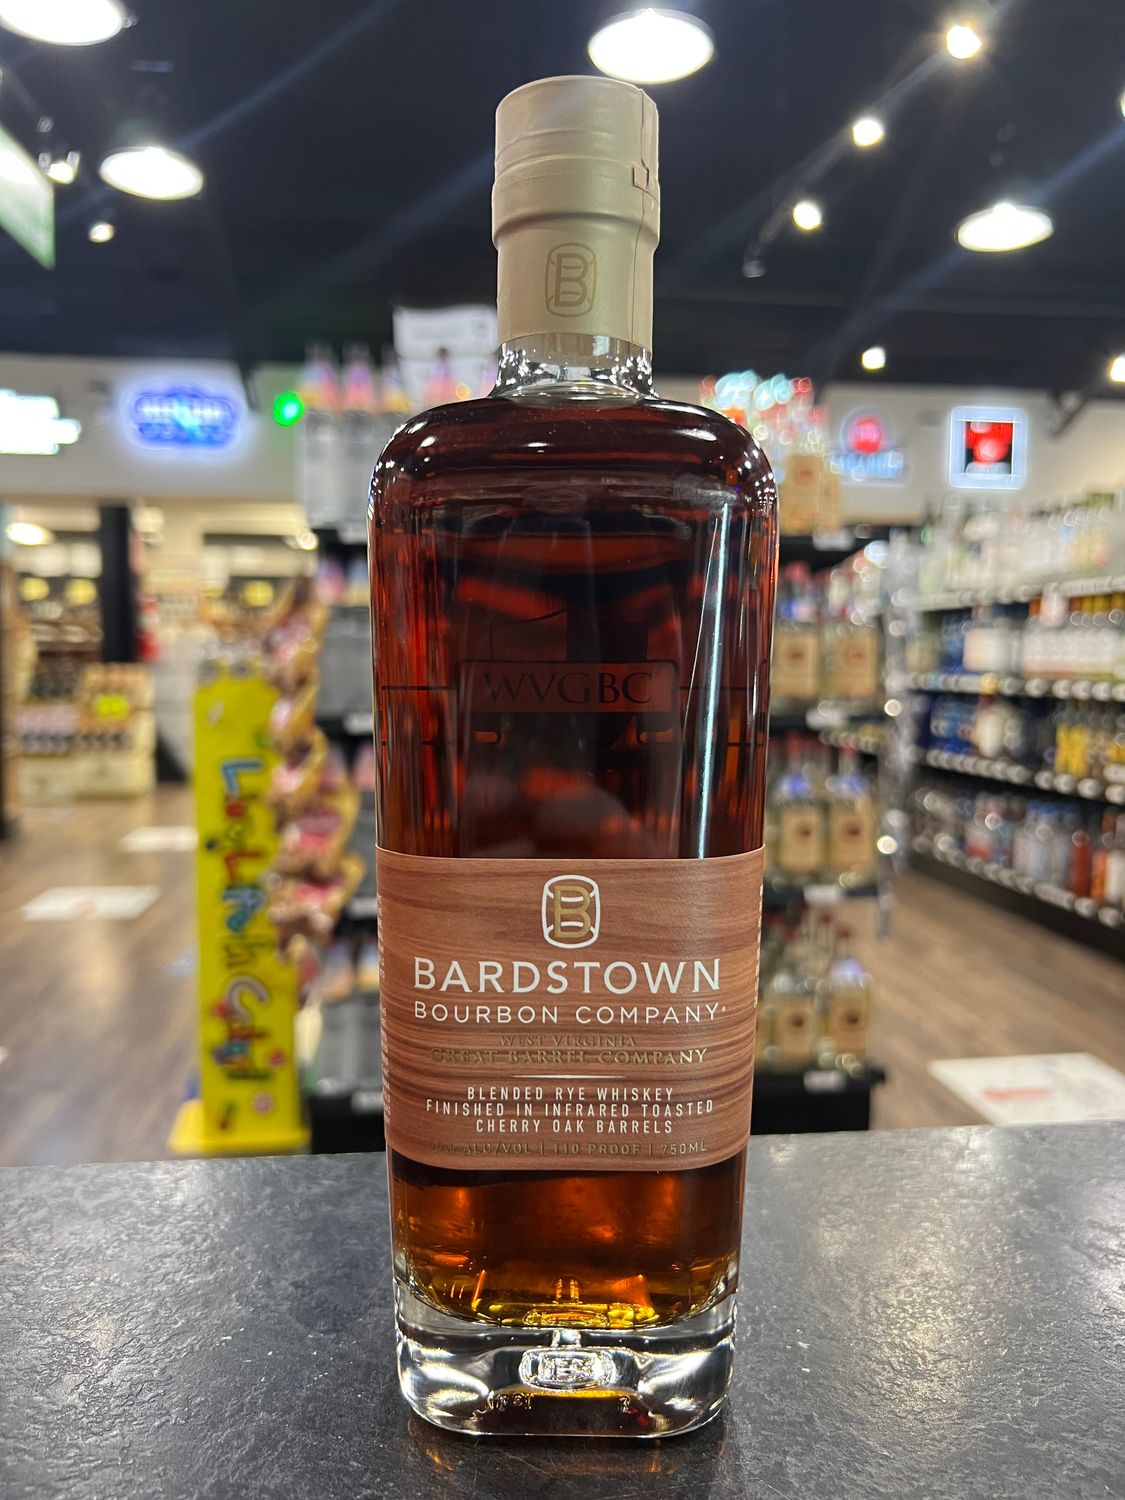 B
WVGBC
B
BARDSTOWN
BOURBON COMPANY
WEST VIRGINIA
GREAT BARREL COMPANY
BLENDED RYE WHISKEY
FINISHED IN INFRARED TOASTED
CHERRY OAK BARRELS
ALC/VOL | 110 PROOF | 750ML